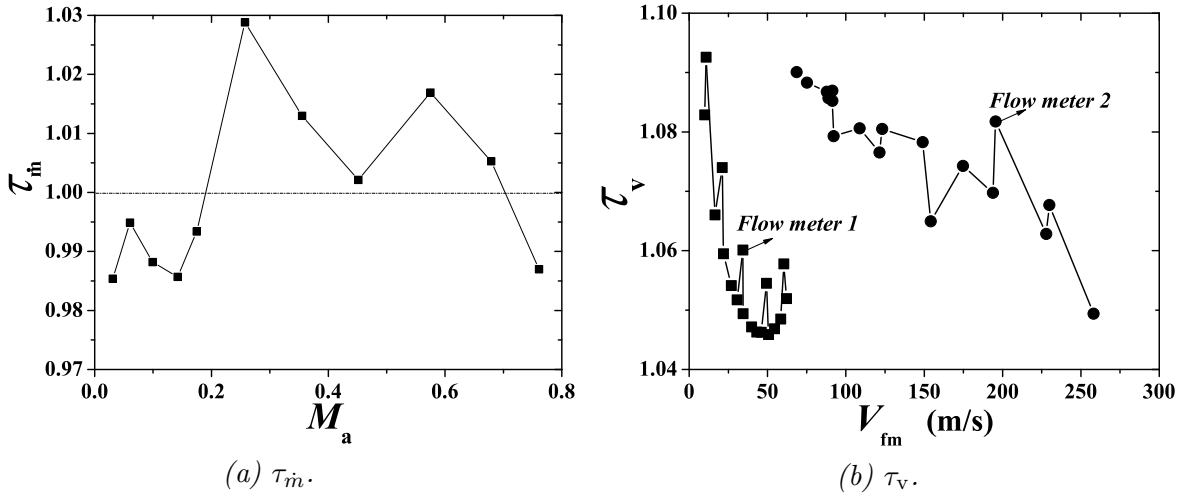 1.03
1.02
1.01
1.00
0.99
0.98
0.97
τṁ
0.0 0.2 0.4 0.6 0.8
Ma
(a) τṁ.
1.10
1.08
1.06
1.04
τv
Flow meter 2
Flow meter 1
0 50 100 150 200 250 300
Vfm (m/s)
(b) τv.